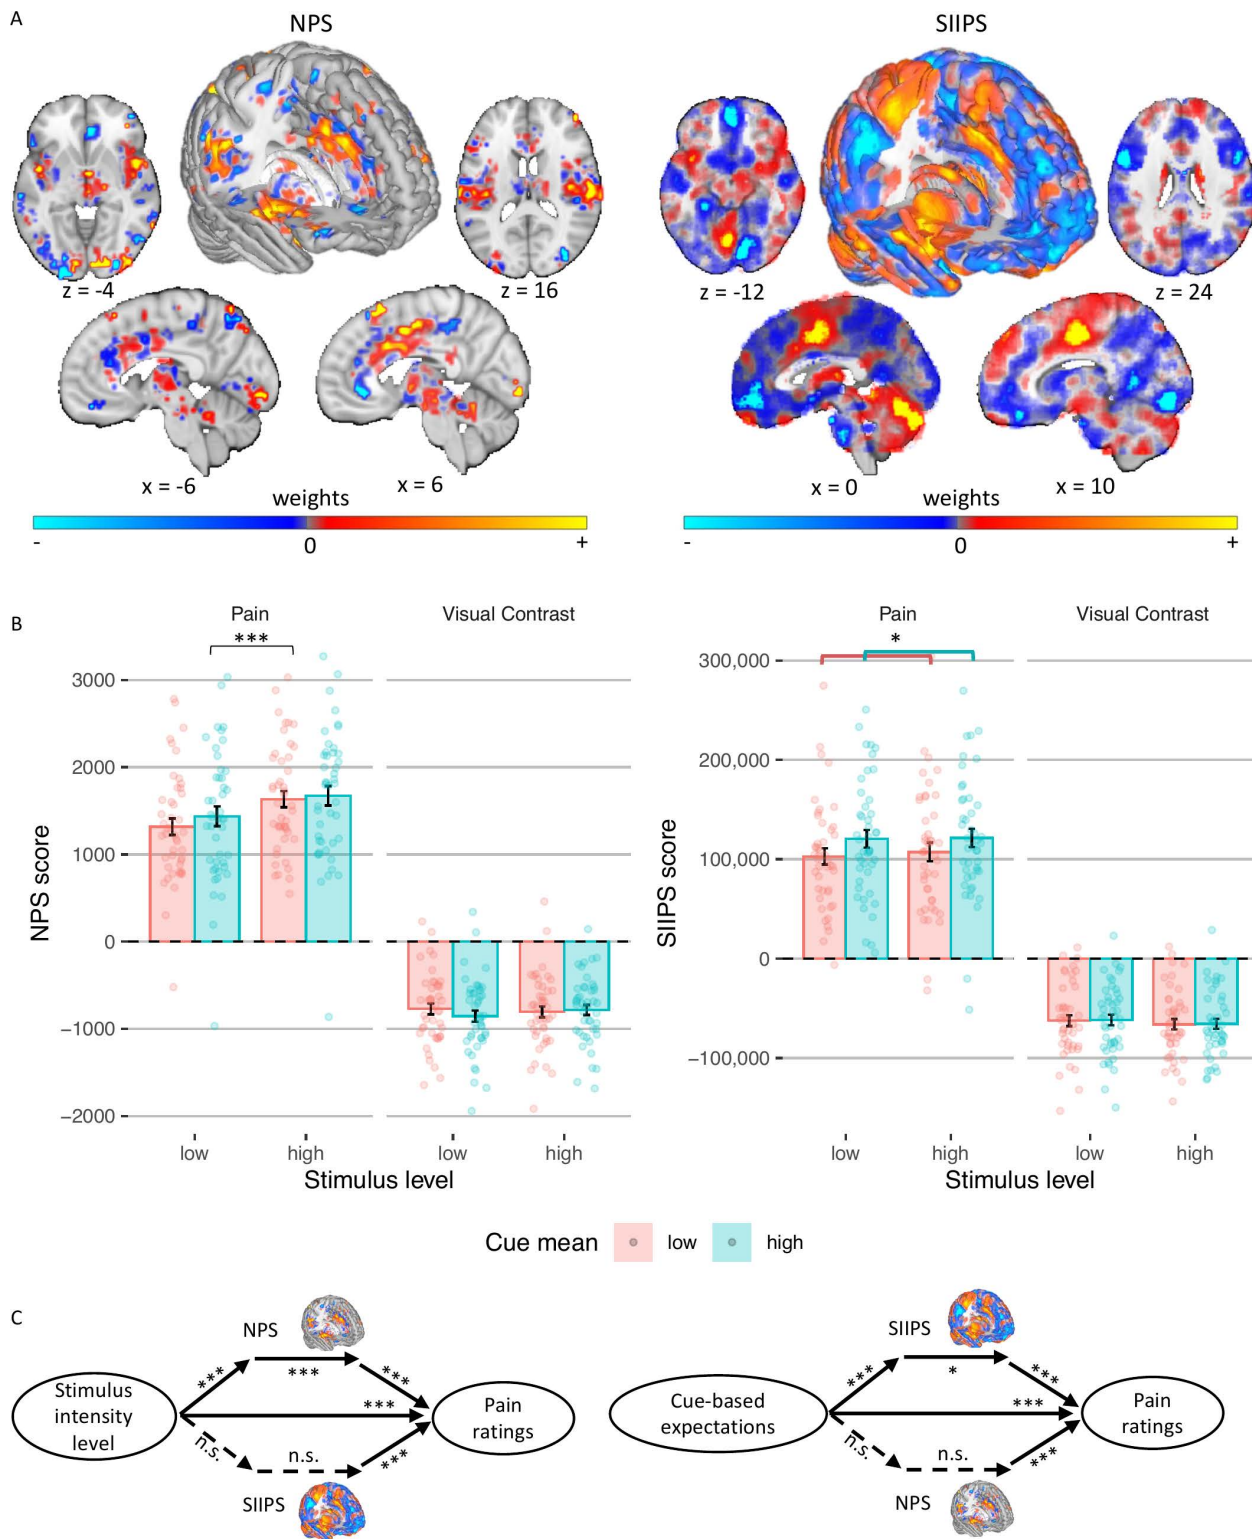 A
NPS
SIIPS
z = -4
z = 16
z = -12
z = 24
x = -6
x = 6
x = 0
x = 10
weights
weights
-
0
+
-
0
+
B
Pain
Visual Contrast
***
NPS score
3000
2000
1000
0
−1000
−2000
low
high
low
high
Stimulus level
Pain
Visual Contrast
*
SIIPS score
300,000
200,000
100,000
0
−100,000
low
high
low
high
Stimulus level
Cue mean
low
high
C
NPS
***
***
***
Stimulus
intensity
level
***
Pain
ratings
n.s.
n.s.
***
SIIPS
SIIPS
***
*
***
Cue-based
expectations
***
Pain
ratings
n.s.
n.s.
***
NPS